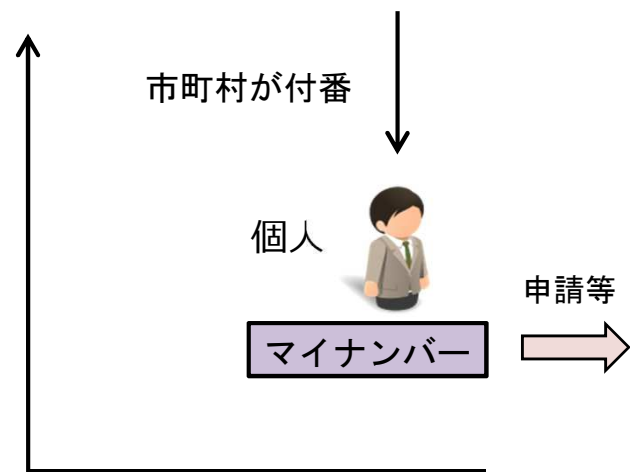 市町村が付番
個人
申請等
マイナンバー